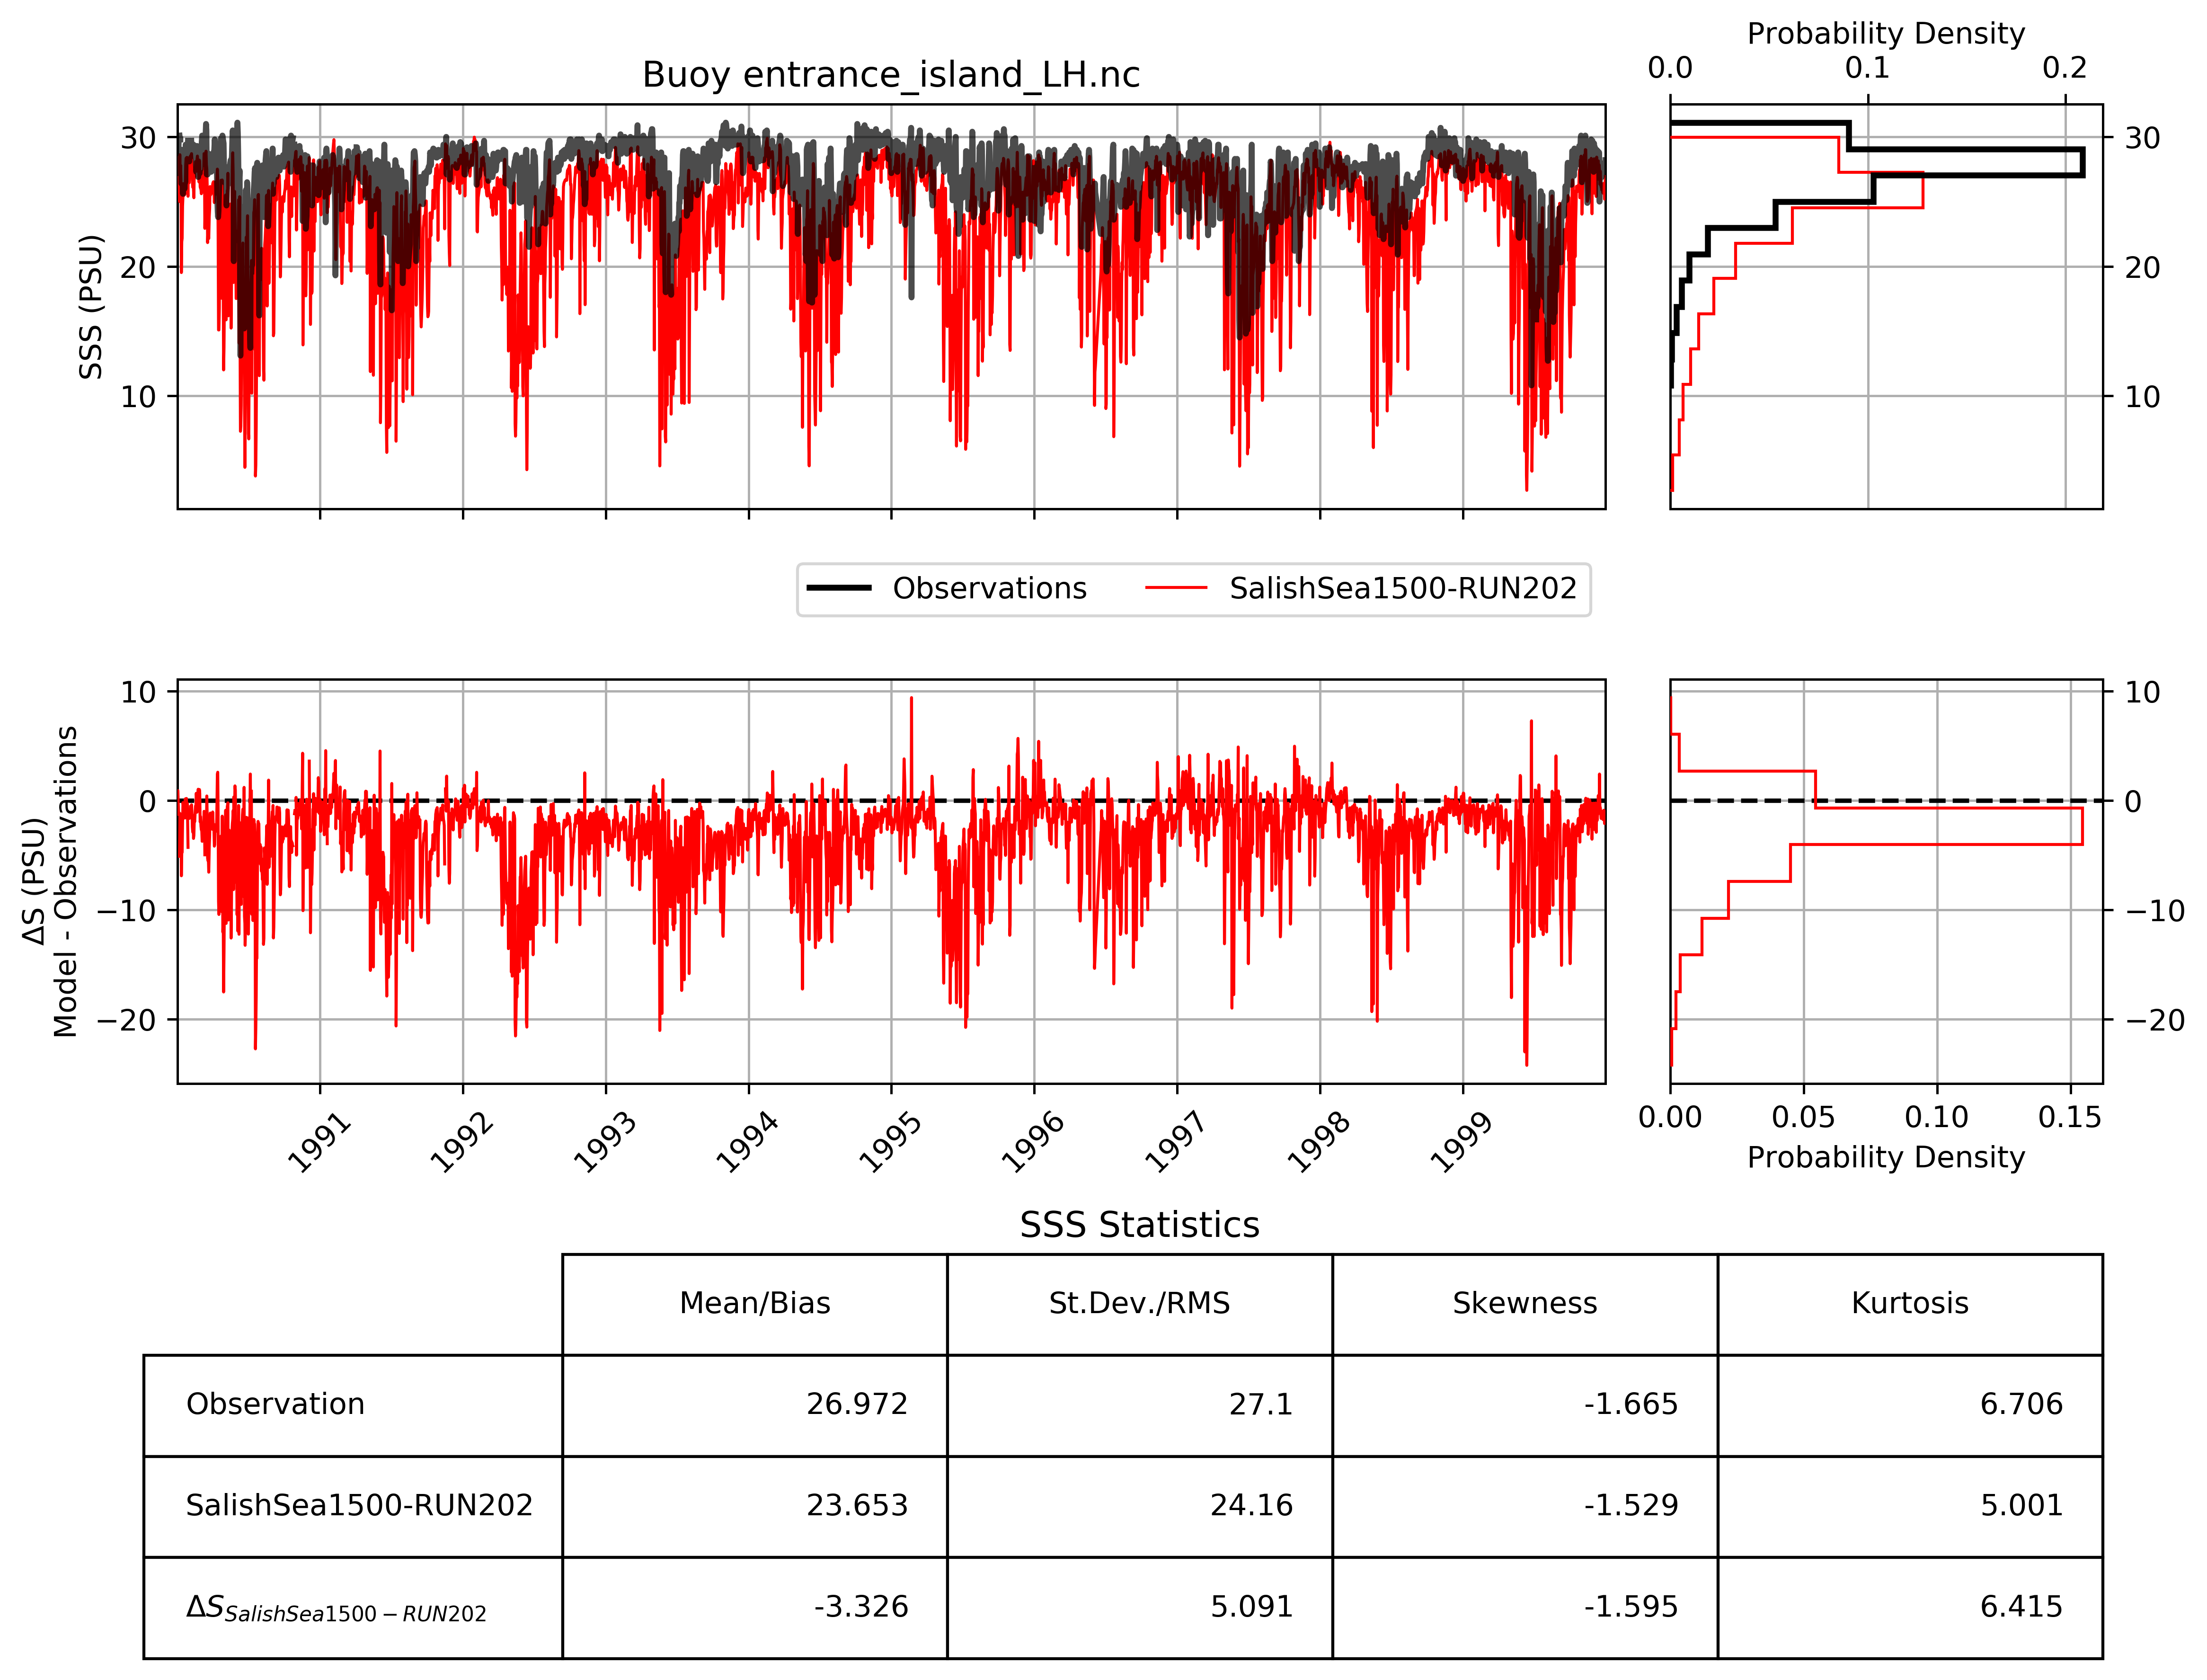 Probability Density
0.0 0.1 0.2
Buoy entrance_island_LH.nc
30
20
10
SSS (PSU)
30
20
10
Observations SalishSea1500-RUN202
10
0
−10
−20
ΔS (PSU)
Model - Observations
10
0
−10
−20
1991 1992 1993 1994 1995 1996 1997 1998 1999
0.00 0.05 0.10 0.15
Probability Density
SSS Statistics
Mean/Bias St.Dev./RMS Skewness Kurtosis
Observation 26.972 27.1 -1.665 6.706
SalishSea1500-RUN202 23.653 24.16 -1.529 5.001
ΔS SalishSea1500−RUN202 -3.326 5.091 -1.595 6.415